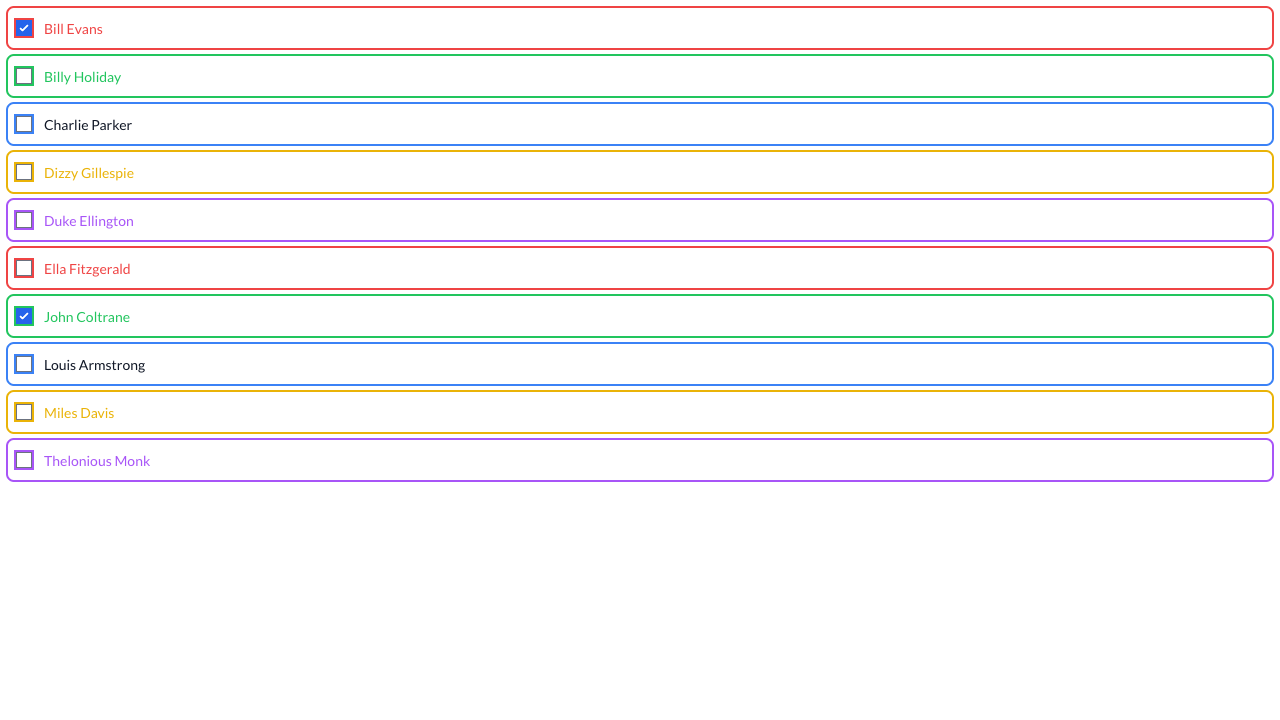 Bill Evans
Billy Holiday
Charlie Parker
Dizzy Gillespie
Duke Ellington
Ella Fitzgerald
John Coltrane
Louis Armstrong
Miles Davis
Thelonious Monk